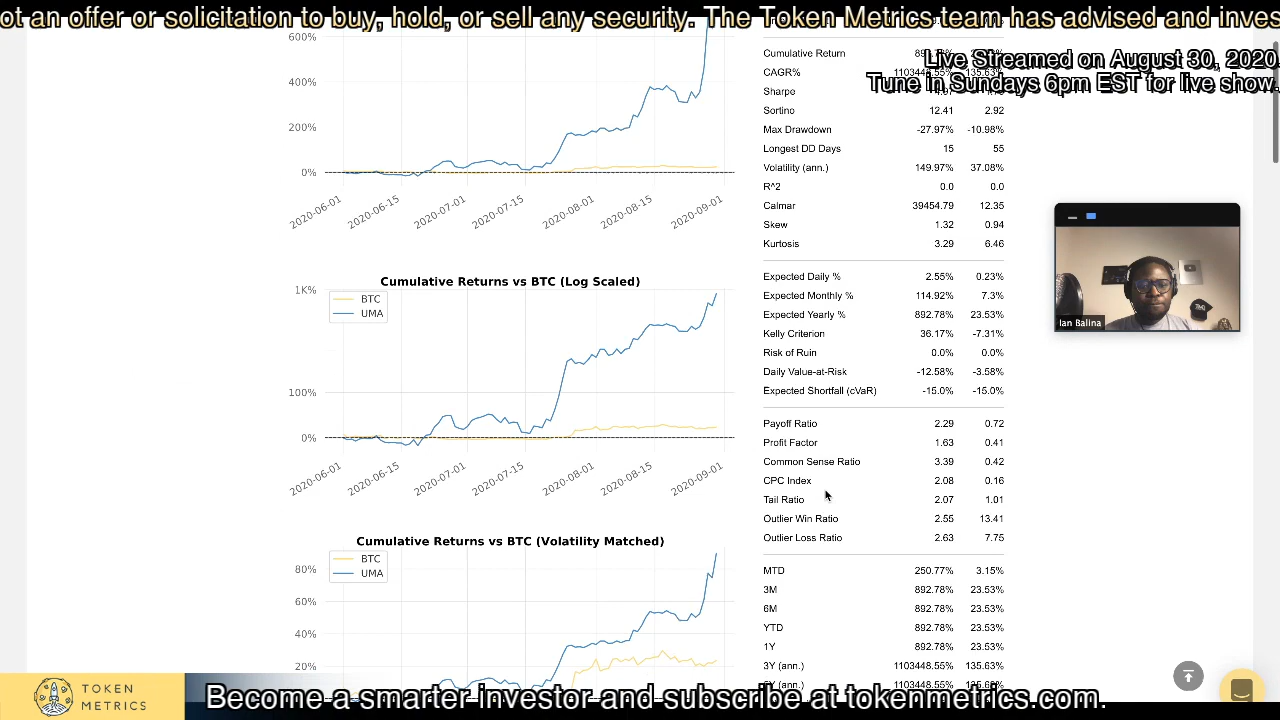 ot an offer or solicitation to buy, hold, or sell any security. The Token Metrics team has advised and inves
Live Streamed on August 30, 2020.
Tune in Sundays 6pm EST for live show.
600%
400%
200%
0%
2020-06-01 2020-06-15 2020-07-01 2020-07-15 2020-08-01 2020-08-15 2020-09-01
Cumulative Returns vs BTC (Log Scaled)
1K%
BTC
UMA
100%
0%
2020-06-01 2020-06-15 2020-07-01 2020-07-15 2020-08-01 2020-08-15 2020-09-01
Cumulative Returns vs BTC (Volatility Matched)
BTC
UMA
80%
60%
40%
20%
Cumulative Return
CAGR% 1103448.55% 135.63%
Sharpe
Sortino 12.41 2.92
Max Drawdown -27.97% -10.98%
Longest DD Days 15 55
Volatility (ann.) 149.97% 37.08%
R^2 0.0 0.0
Calmar 39454.79 12.35
Skew 1.32 0.94
Kurtosis 3.29 6.46
Expected Daily % 2.55% 0.23%
Expected Monthly % 114.92% 7.3%
Expected Yearly % 892.78% 23.53%
Kelly Criterion 36.17% -7.31%
Risk of Ruin 0.0% 0.0%
Daily Value-at-Risk -12.58% -3.58%
Expected Shortfall (cVaR) -15.0% -15.0%
Payoff Ratio 2.29 0.72
Profit Factor 1.63 0.41
Common Sense Ratio 3.39 0.42
CPC Index 2.08 0.16
Tail Ratio 2.07 1.01
Outlier Win Ratio 2.55 13.41
Outlier Loss Ratio 2.63 7.75
MTD 250.77% 3.15%
3M 892.78% 23.53%
6M 892.78% 23.53%
YTD 892.78% 23.53%
1Y 892.78% 23.53%
3Y (ann.) 1103448.55% 135.63%
(ann.) 1103448.55%
Ian Balina
TOKEN
METRICS
Become a smarter investor and subscribe at tokenmetrics.com.